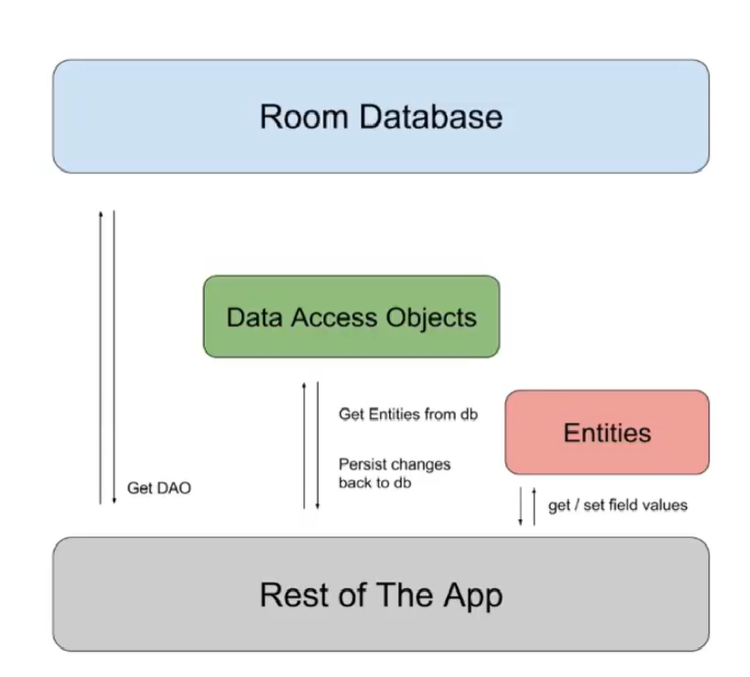 Room Database
Data Access Objects
Get Entities from db
Persist changes
back to db
Entities
Get DAO
get / set field values
Rest of The App